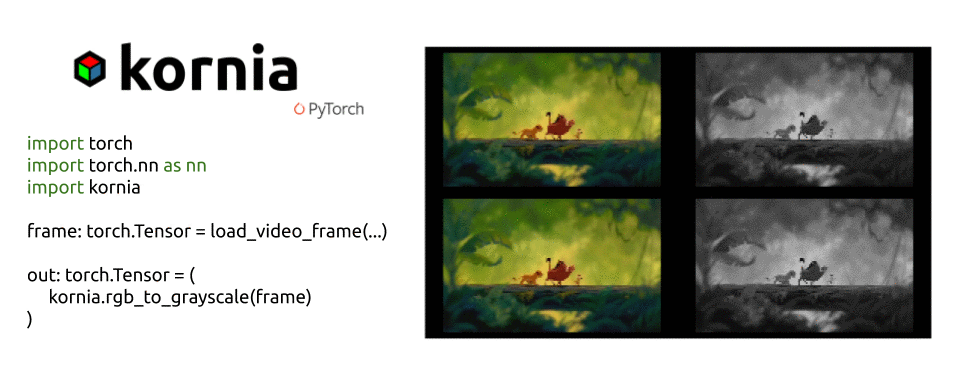 kornia
PyTorch
import torch
import torch.nn as nn
import kornia
frame: torch.Tensor = load_video_frame(...)
out: torch.Tensor = (
kornia.rgb_to_grayscale(frame)
)